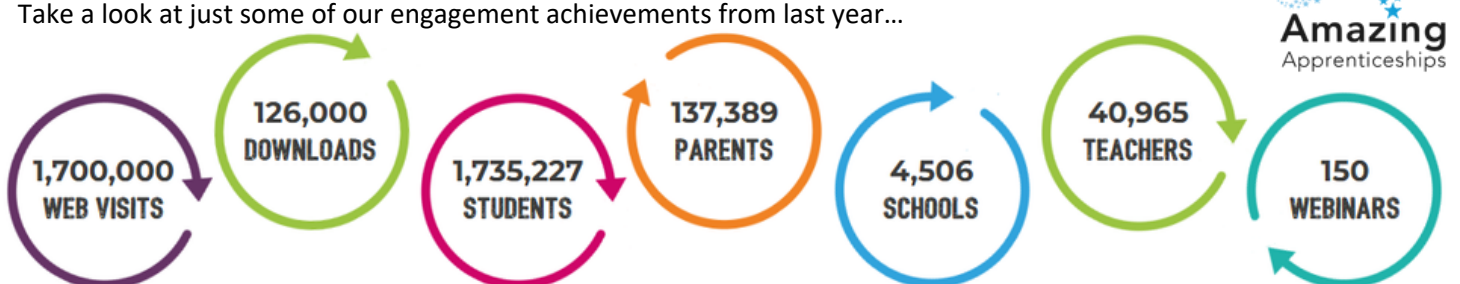 Take a look at just some of our engagement achievements from last year…
Amazing
Apprenticeships
1,700,000
WEB VISITS
126,000
DOWNLOADS
1,735,227
STUDENTS
137,389
PARENTS
4,506
SCHOOLS
40,965
TEACHERS
150
WEBINARS